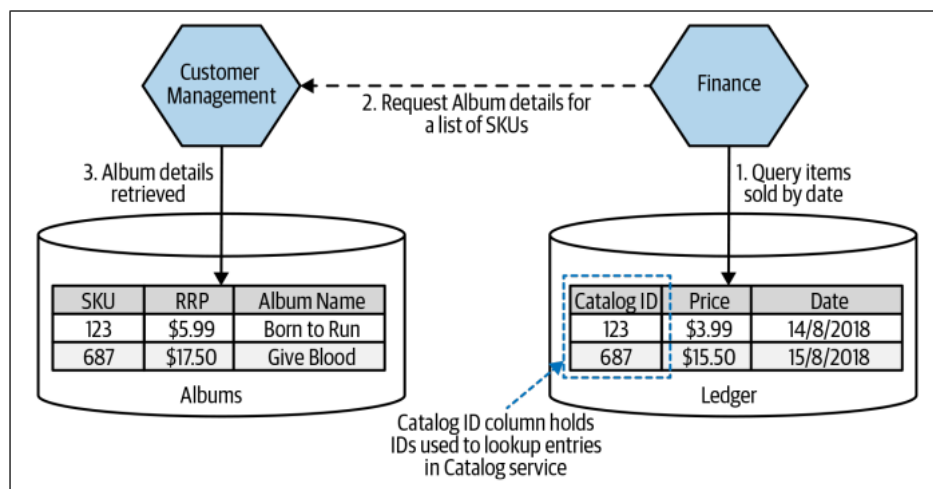 Customer
Management
Finance
2. Request Album details for
a list of SKUs
3. Album details
retrieved
1. Query items
sold by date
SKU RRP Album Name
123 $5.99 Born to Run
687 $17.50 Give Blood
Albums
Catalog ID Price Date
123 $3.99 14/8/2018
687 $15.50 15/8/2018
Ledger
Catalog ID column holds
IDs used to lookup entries
in Catalog service